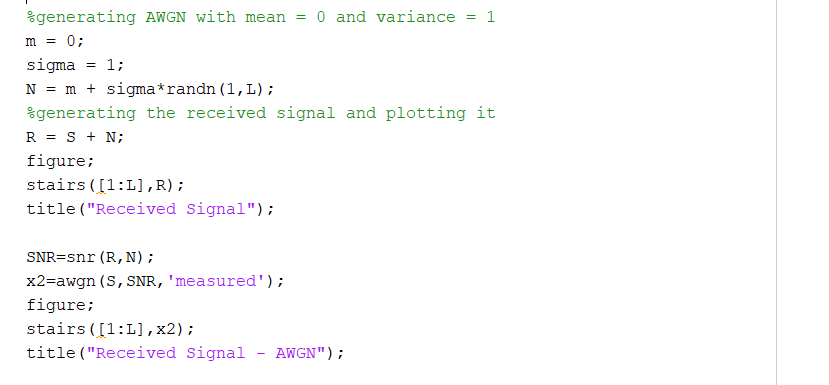 %generating AWGN with mean = 0 and variance = 1
m = 0;
sigma = 1;
N = m + sigma*randn(1,L);
%generating the received signal and plotting it
R = S + N;
figure;
stairs([1:L],R);
title("Received Signal");
SNR=snr(R,N);
x2=awgn(S,SNR,'measured');
figure;
stairs([1:L],x2);
title("Received Signal - AWGN");